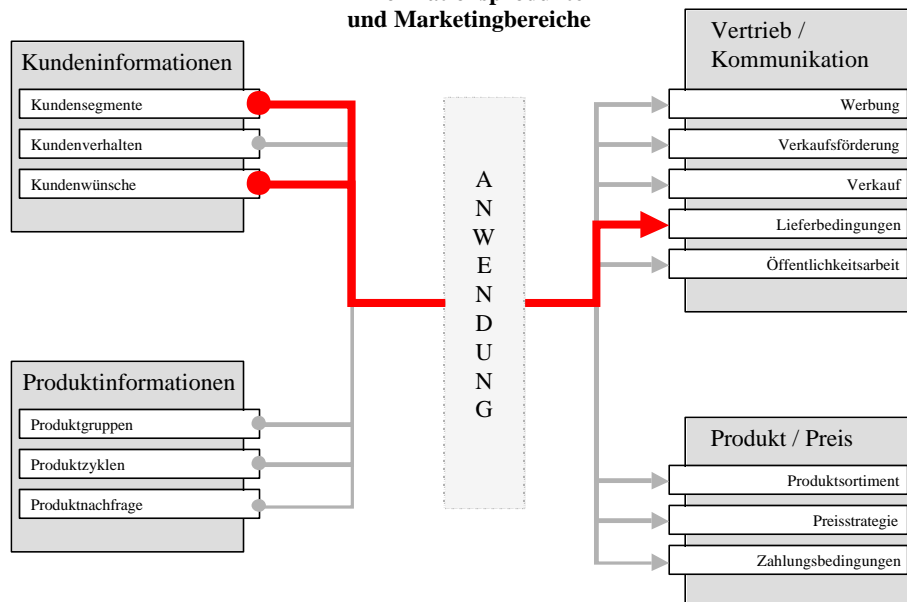 und Marketingbereiche
Kundeninformationen
Kundensegmente
Kundenverhalten
Kundenwünsche
Produktinformationen
Produktgruppen
Produktzyklen
Produktnachfrage
ANWENDUNG
Vertrieb /
Kommunikation
Werbung
Verkaufsförderung
Verkauf
Lieferbedingungen
Öffentlichkeitsarbeit
Produkt / Preis
Produktsortiment
Preisstrategie
Zahlungsbedingungen